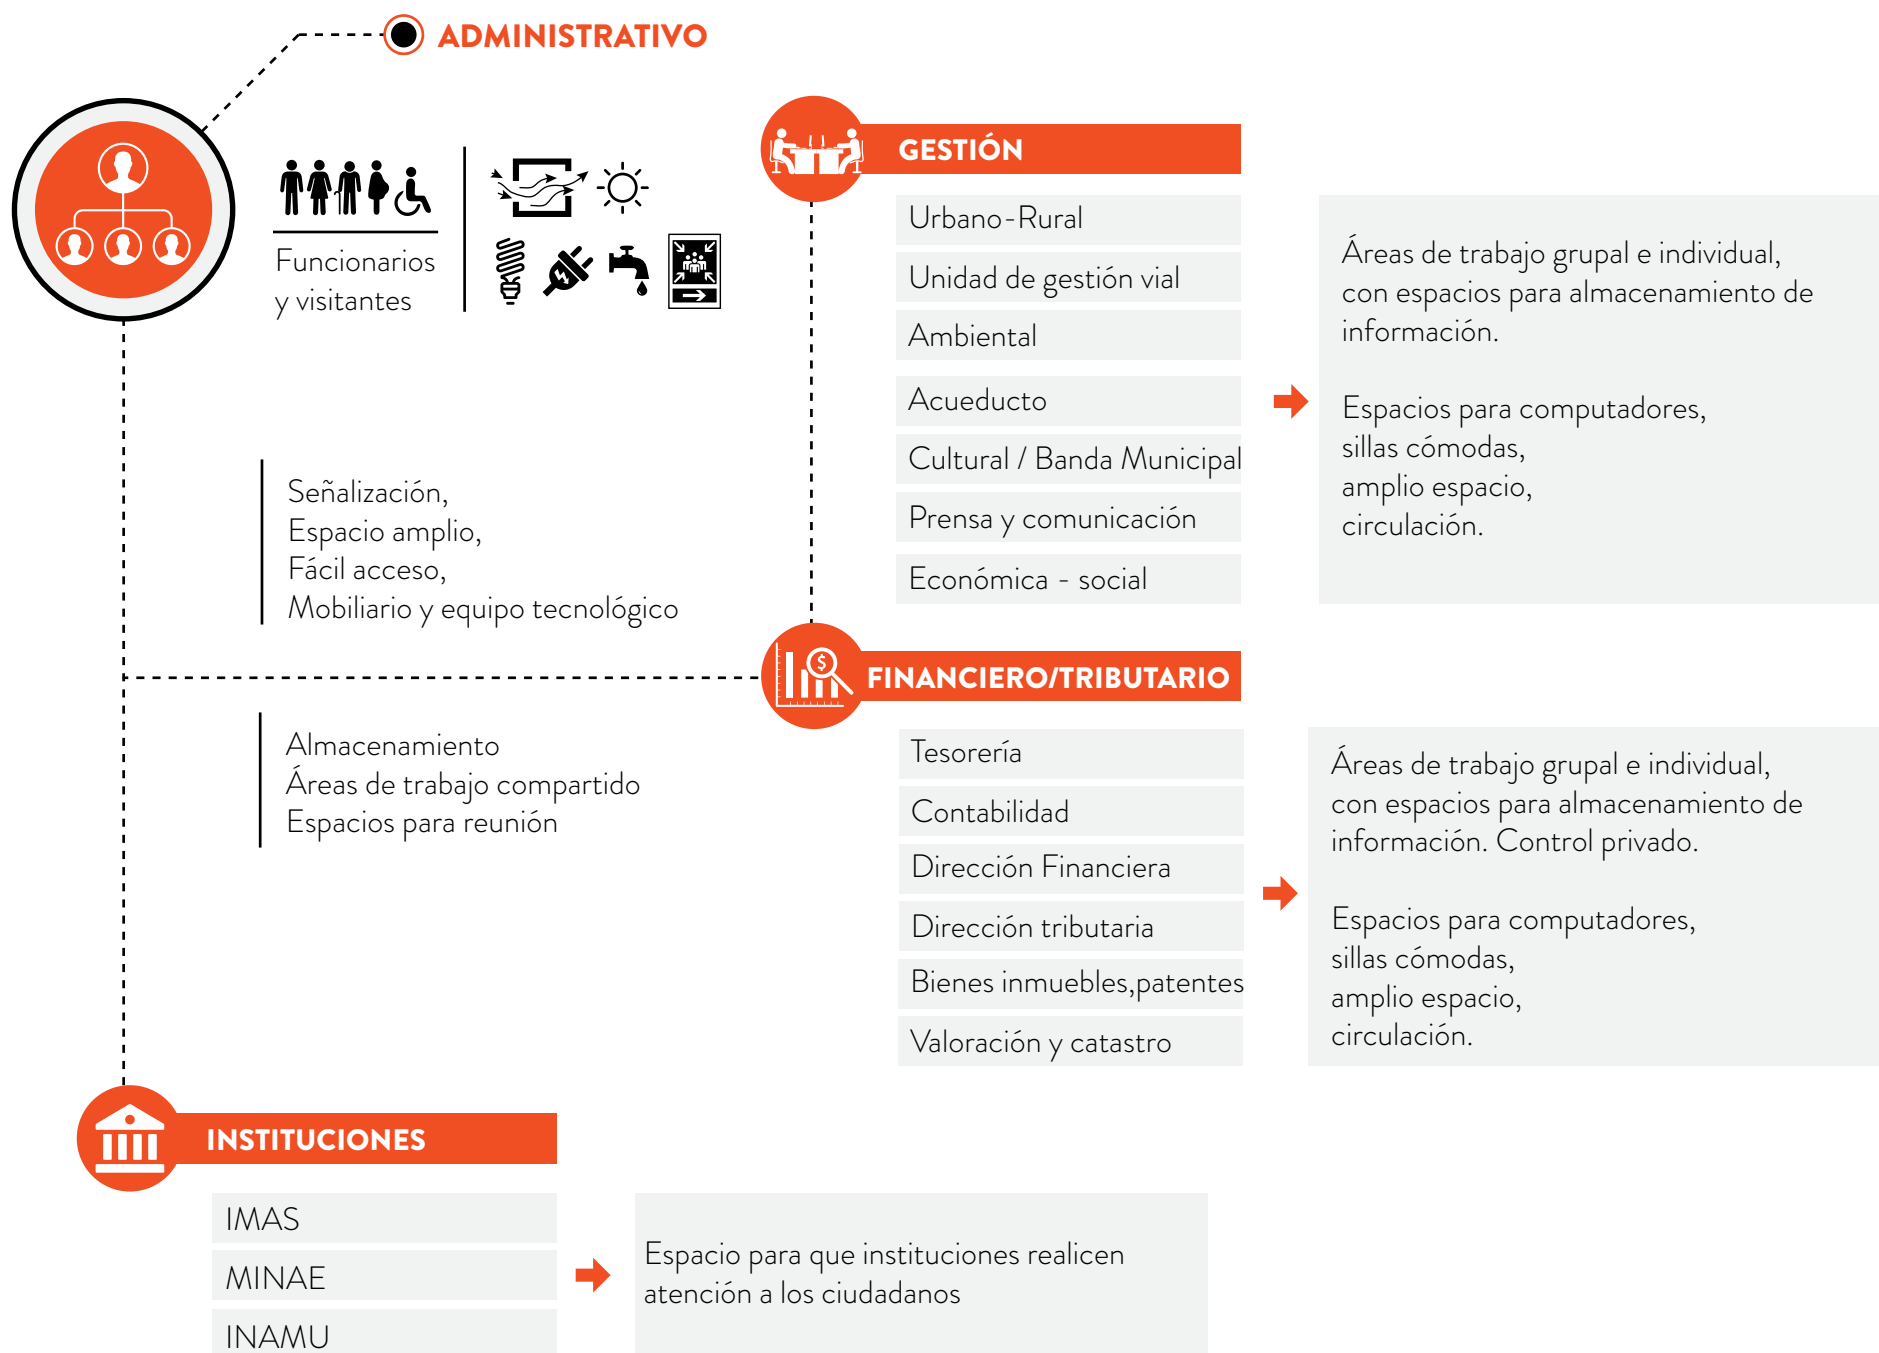 ADMINISTRATIVO
Funcionarios
y visitantes
Señalización,
Espacio amplio,
Fácil acceso,
Mobiliario y equipo tecnológico
Almacenamiento
Áreas de trabajo compartido
Espacios para reunión
GESTIÓN
Urbano-Rural
Unidad de gestión vial
Ambiental
Acueducto
Cultural / Banda Municipal
Prensa y comunicación
Económica - social
Áreas de trabajo grupal e individual,
con espacios para almacenamiento de
información.
Espacios para computadores,
sillas cómodas,
amplio espacio,
circulación.
$
FINANCIERO/TRIBUTARIO
Tesorería
Contabilidad
Dirección Financiera
Dirección tributaria
Bienes inmuebles,patentes
Valoración y catastro
Áreas de trabajo grupal e individual,
con espacios para almacenamiento de
información. Control privado.
Espacios para computadores,
sillas cómodas,
amplio espacio,
circulación.
INSTITUCIONES
IMAS
MINAE
INAMU
Espacio para que instituciones realicen
atención a los ciudadanos